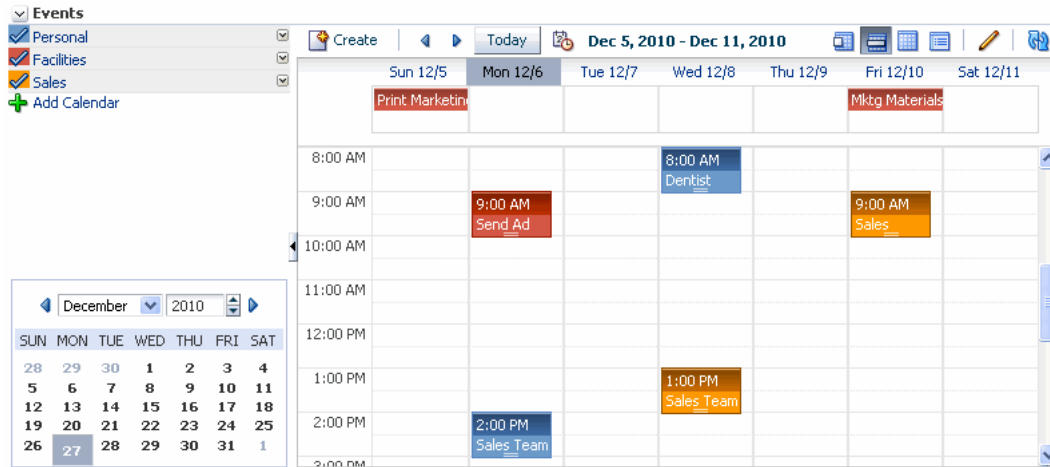 Events
Personal
Facilities
Sales
Add Calendar
Create Today Dec 5, 2010 - Dec 11, 2010
Sun 12/5 Mon 12/6 Tue 12/7 Wed 12/8 Thu 12/9 Fri 12/10 Sat 12/11
Print Marketin Mktg Materials
8:00 AM
8:00 AM
Dentist
9:00 AM
9:00 AM
Send Ad
9:00 AM
Sales
10:00 AM
11:00 AM
12:00 PM
1:00 PM
1:00 PM
Sales Team
2:00 PM
2:00 PM
Sales Team
3:00 PM
December 2010
SUN MON TUE WED THU FRI SAT
28 29 30 1 2 3 4
5 6 7 8 9 10 11
12 13 14 15 16 17 18
19 20 21 22 23 24 25
26 27 28 29 30 31 1